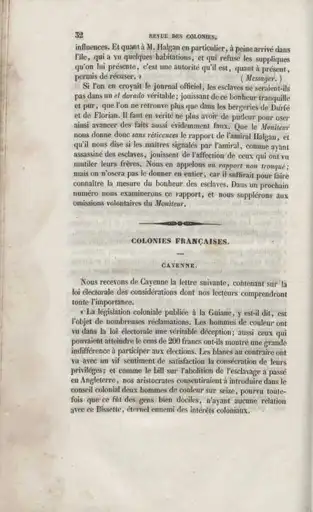 32 REVUE DES COLONIES,
influences. Et quant à M. Halgan en particulier, à peine arrivé dans
l'île, qui a vu quelques habitations, et qui refuse les suppliques
qu'on lui présente, c'est une autorité qu'il est, quant à présent,
permis de récuser. » (Messager.)
Si l'on en croyait le journal officiel, les esclaves ne seraient-ils
pas dans un el dorado véritable; jouissant de ce bonheur tranquille
et pur, que l'on ne retrouve plus que dans les bergeries de Durfé
et de Florian. Il faut en vérité ne plus avoir de pudeur pour oser
ainsi avancer des faits aussi évidemment faux. Que le Moniteur
nous donne donc sans réticences le rapport de l'amiral Halgan, et
qu'il nous dise si les maîtres signalés par l'amiral, comme ayant
assassiné des esclaves, jouissent de l'affection de ceux qui ont vu
mutiler leurs frères. Nous en appelons au rapport non tronqué;
mais on n'osera pas le donner en entier, car il suffirait pour faire
connaître la mesure du bonheur des esclaves. Dans un prochain
numéro nous examinerons ce rapport, et nous suppléerons aux
omissions volontaires du Moniteur.
COLONIES FRANÇAISES.
CAYENNE.
Nous recevons de Cayenne la lettre suivante, contenant sur la
loi électorale des considérations dont nos lecteurs comprendront
toute l'importance.
« La législation coloniale publiée à la Guiane, y est-il dit, est
l'objet de nombreuses réclamations. Les hommes de couleur ont
vu dans la loi électorale une véritable déception; aussi ceux qui
pouvaient atteindre le cens de 200 francs ont-ils montré une grande
indifférence à participer aux élections. Les blancs au contraire ont
vu avec un vif sentiment de satisfaction la consécration de leurs
priviléges; et comme le bill sur l'abolition de l'esclavage a passé
en Angleterre, nos aristocrates consentiraient à introduire dans le
conseil colonial deux hommes de couleur sur seize, pourvu toute-
fois que ce fût des gens bien dociles, n'ayant aucune relation
avec ce Bissette, éternel ennemi des intérêts coloniaux.